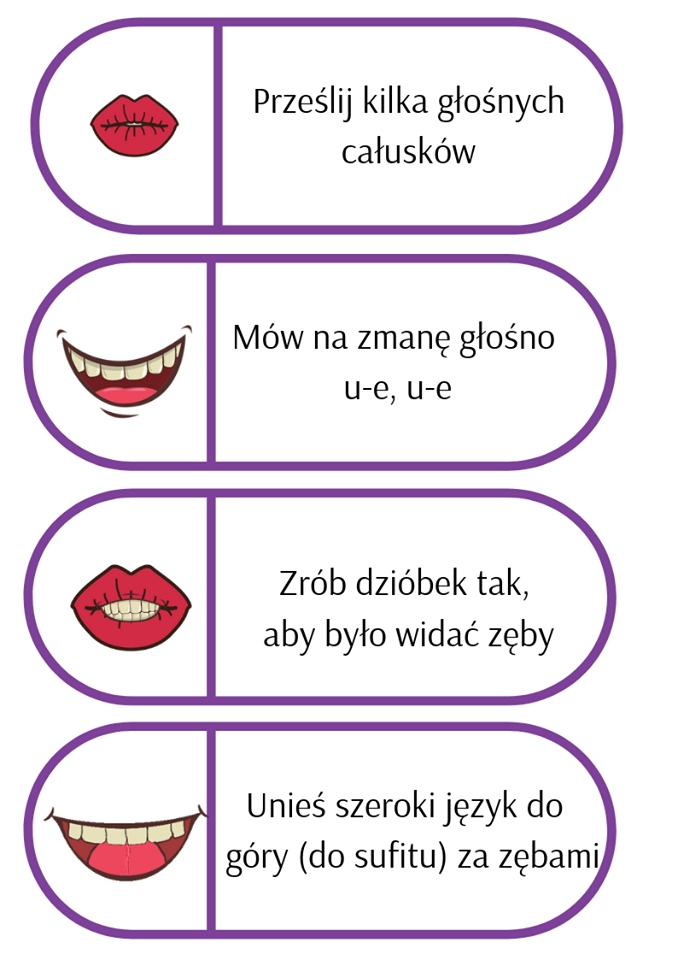 Prześlij kilka głośnych
całusków
Mów na zmanę głośno
u-e, u-e
Zrób dzióbek tak,
aby było widać zęby
Unieś szeroki język do
góry (do sufitu) za zębami